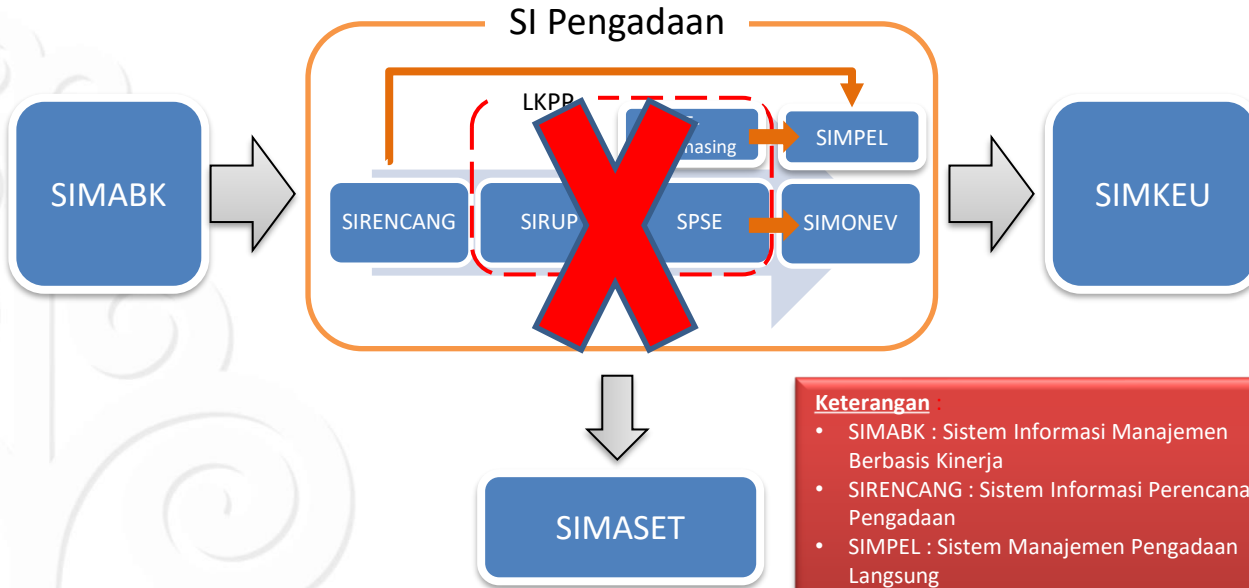 SI Pengadaan
LKPP
SIMPEL
SIMABK
SIRENCANG
SIRUP
SPSE
SIMONEV
SIMKEU
SIMASET
Keterangan :
• SIMABK : Sistem Informasi Manajemen
Berbasis Kinerja
• SIRENCANG : Sistem Informasi Perencana
Pengadaan
• SIMPEL : Sistem Manajemen Pengadaan
Langsung